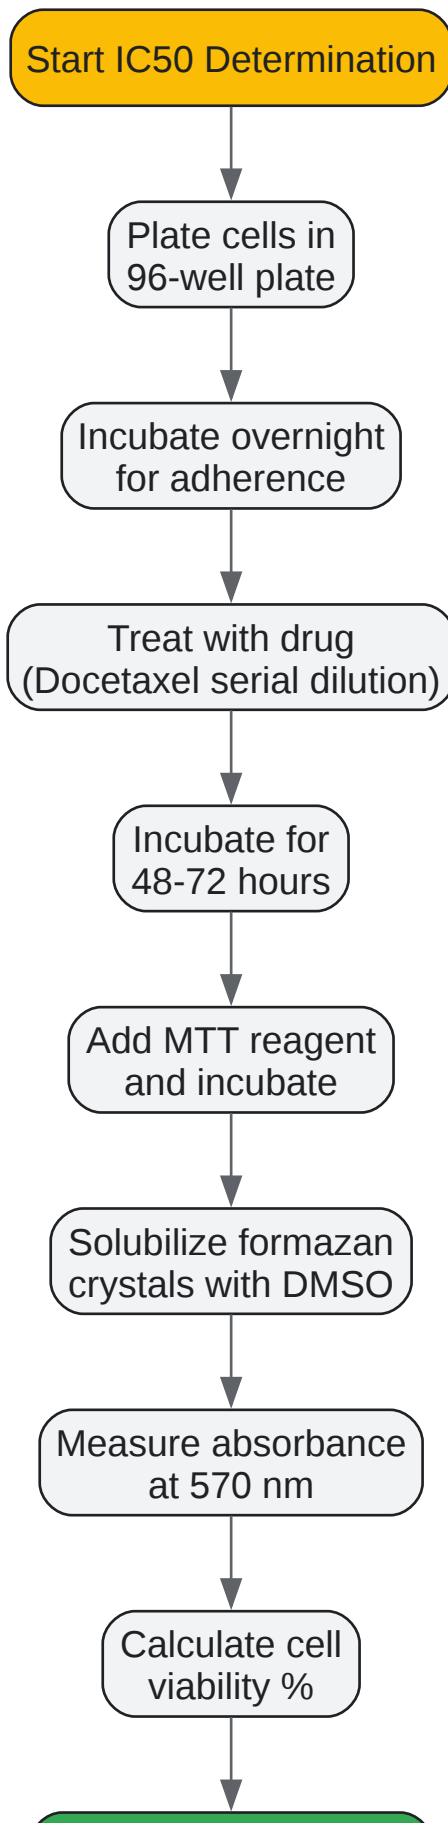 Start IC50 Determination
Plate cells in
96-well plate
Incubate overnight
for adherence
Treat with drug
(Docetaxel serial dilution)
Incubate for
48-72 hours
Add MTT reagent
and incubate
Solubilize formazan
crystals with DMSO
Measure absorbance
at 570 nm
Calculate cell
viability %